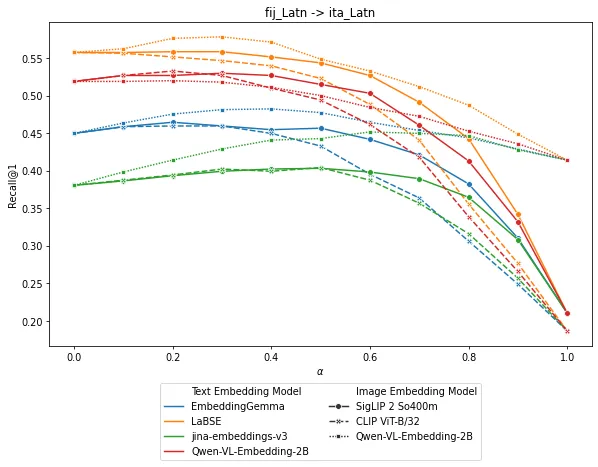 fij_Latn -> ita_Latn
Recall@1
0.55
0.50
0.45
0.40
0.35
0.30
0.25
0.20
0.0 0.2 0.4 0.6 0.8 1.0
α
Text Embedding Model
EmbeddingGemma
LaBSE
jina-embeddings-v3
Qwen-VL-Embedding-2B
Image Embedding Model
SigLIP 2 So400m
CLIP ViT-B/32
Qwen-VL-Embedding-2B